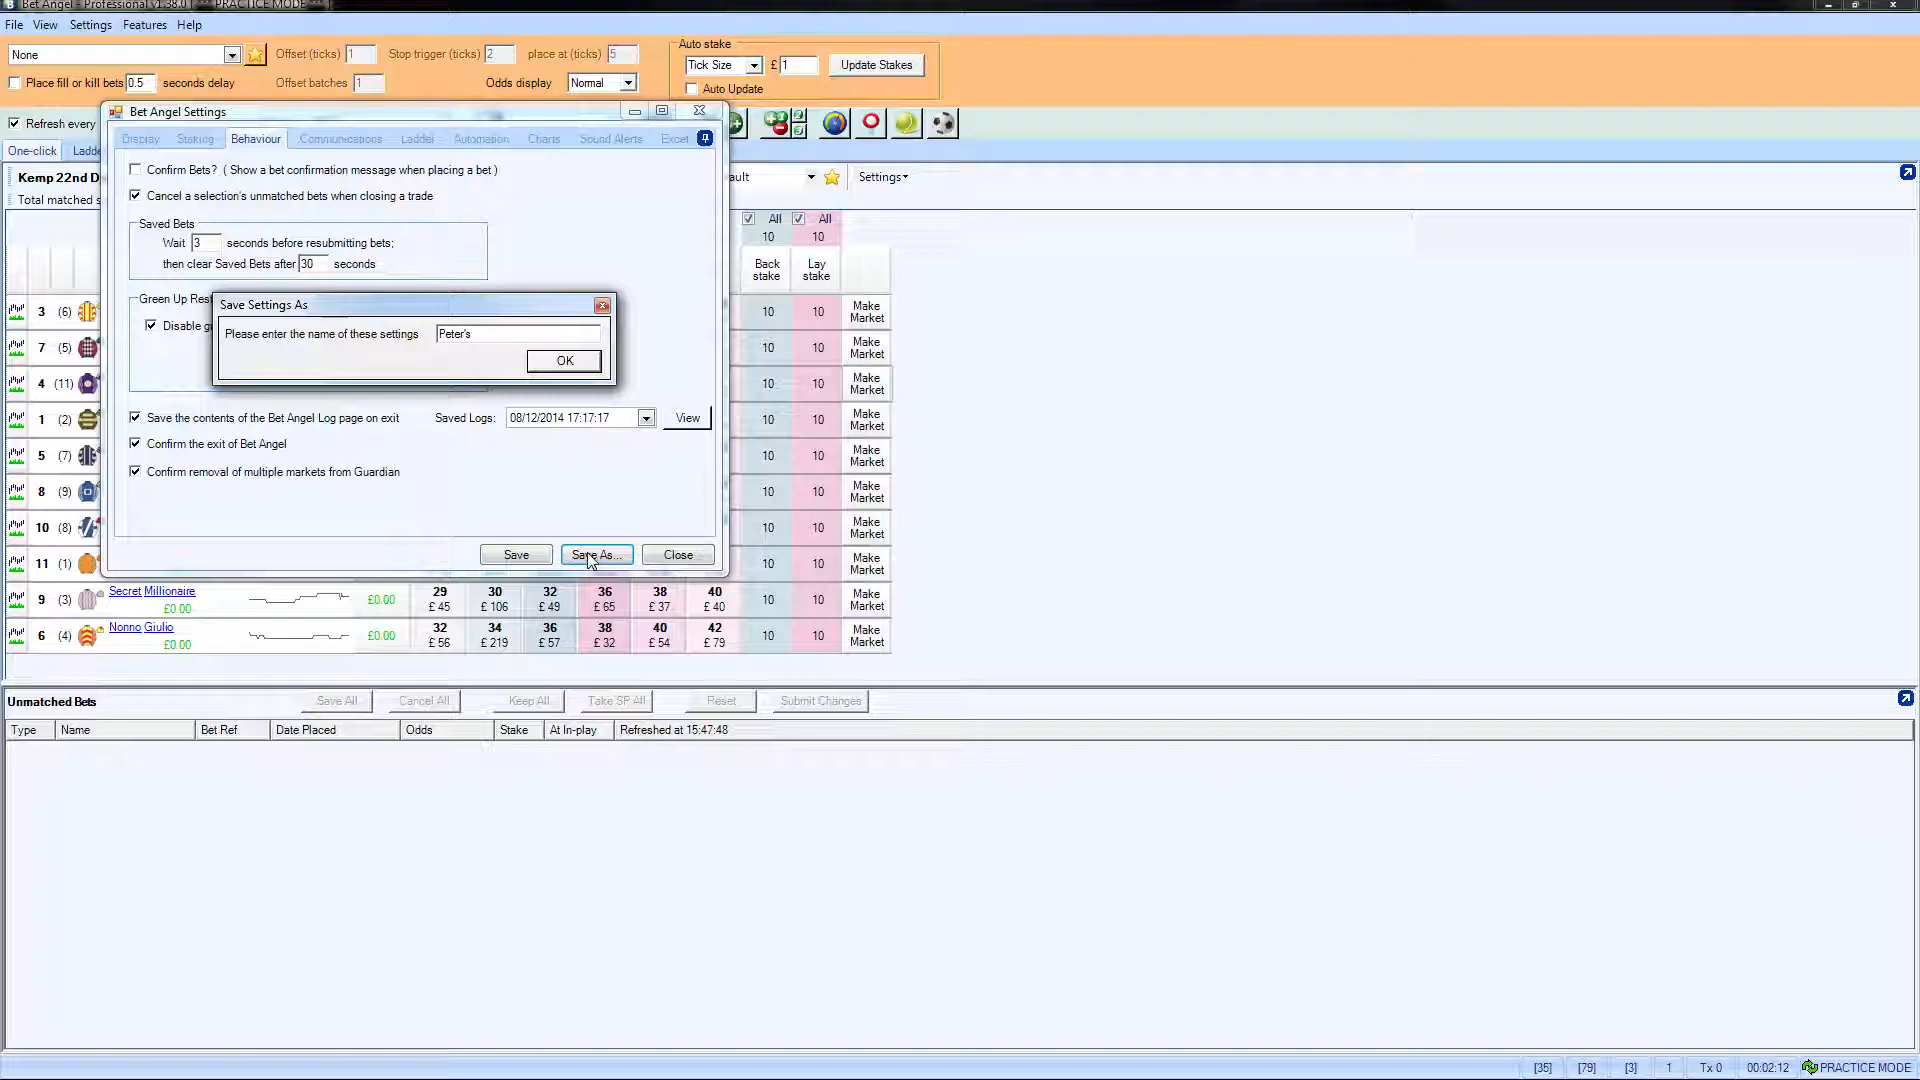 Bet Angel - Professional v1.38.0 | *** PRACTICE MODE *** |
File View Settings Features Help
None Offset (ticks) 1 Stop trigger (ticks) 2 place at (ticks) 5
Auto stake
Tick Size £ 1 Update Stakes
Place fill or kill bets 0.5 seconds delay Offset batches 1 Odds display Normal
Auto Update
Refresh every
One-click Ladde
Kemp 22nd D
Total matched s
ault Settings
Bet Angel Settings
Display Staking Behaviour Communications Ladder Automation Charts Sound Alerts Excel
Confirm Bets? ( Show a bet confirmation message when placing a bet )
Cancel a selection's unmatched bets when closing a trade
Saved Bets
Wait 3 seconds before resubmitting bets;
then clear Saved Bets after 30 seconds
Green Up Res
Disable g
Save Settings As
Please enter the name of these settings Peter's
OK
Save the contents of the Bet Angel Log page on exit Saved Logs: 08/12/2014 17:17:17 View
Confirm the exit of Bet Angel
Confirm removal of multiple markets from Guardian
Save Save As... Close
All All
10 10
Back stake Lay stake
3 (6) 10 10 Make Market
7 (5) 10 10 Make Market
4 (11) 10 10 Make Market
1 (2) 10 10 Make Market
5 (7) 10 10 Make Market
8 (9) 10 10 Make Market
10 (8) 10 10 Make Market
11 (1) 10 10 Make Market
9 (3) Secret Millionaire £0.00 £0.00 29 30 32 36 38 40 10 10 Make Market
£ 45 £ 106 £ 49 £ 65 £ 37 £ 40
6 (4) Nonno Giulio £0.00 £0.00 32 34 36 38 40 42 10 10 Make Market
£ 56 £ 219 £ 57 £ 32 £ 54 £ 79
Unmatched Bets Save All Cancel All Keep All Take SP All Reset Submit Changes
Type Name Bet Ref Date Placed Odds Stake At In-play Refreshed at 15:47:48
[35] [79] [3] 1 Tx 0 00:02:12 PRACTICE MODE